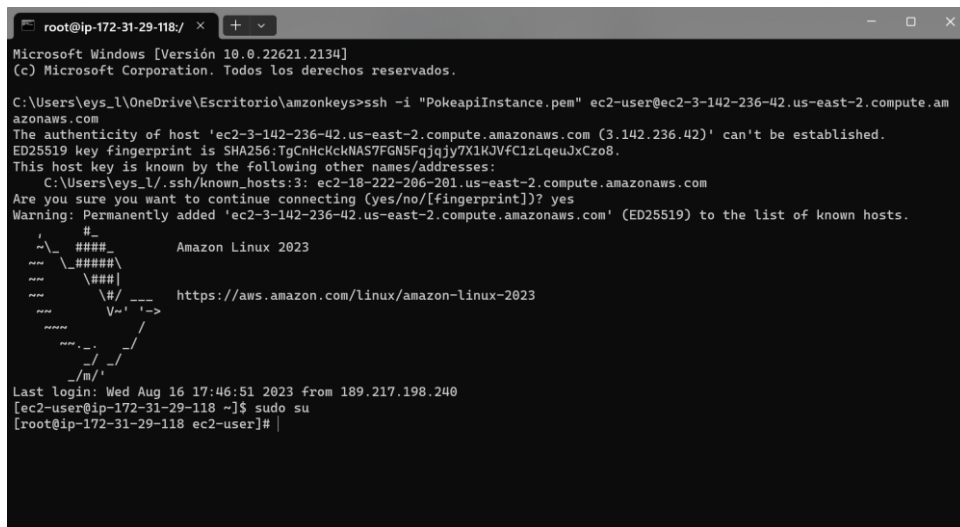 root@ip-172-31-29-118:/
Microsoft Windows [Versión 10.0.22621.2134]
(c) Microsoft Corporation. Todos los derechos reservados.
C:\Users\eys_l\OneDrive\Escritorio\amzonkeys>ssh -i "PokeapiInstance.pem" ec2-user@ec2-3-142-236-42.us-east-2.compute.am
azonaws.com
The authenticity of host 'ec2-3-142-236-42.us-east-2.compute.amazonaws.com (3.142.236.42)' can't be established.
ED25519 key fingerprint is SHA256:TgCnHcKckNAS7FGN5Fqjqjy7X1KJVfC1zLqeuJxCzo8.
This host key is known by the following other names/addresses:
    C:\Users\eys_l/.ssh/known_hosts:3: ec2-18-222-206-201.us-east-2.compute.amazonaws.com
Are you sure you want to continue connecting (yes/no/[fingerprint])? yes
Warning: Permanently added 'ec2-3-142-236-42.us-east-2.compute.amazonaws.com' (ED25519) to the list of known hosts.
   ,     #_
   ~\_  ####_        Amazon Linux 2023
  ~~  \_#####\
  ~~     \###|
  ~~       \#/ ___   https://aws.amazon.com/linux/amazon-linux-2023
   ~~       V~' '->
    ~~~         /
      ~~._.   _/
         _/ _/
       _/m/'
Last login: Wed Aug 16 17:46:51 2023 from 189.217.198.240
[ec2-user@ip-172-31-29-118 ~]$ sudo su
[root@ip-172-31-29-118 ec2-user]#